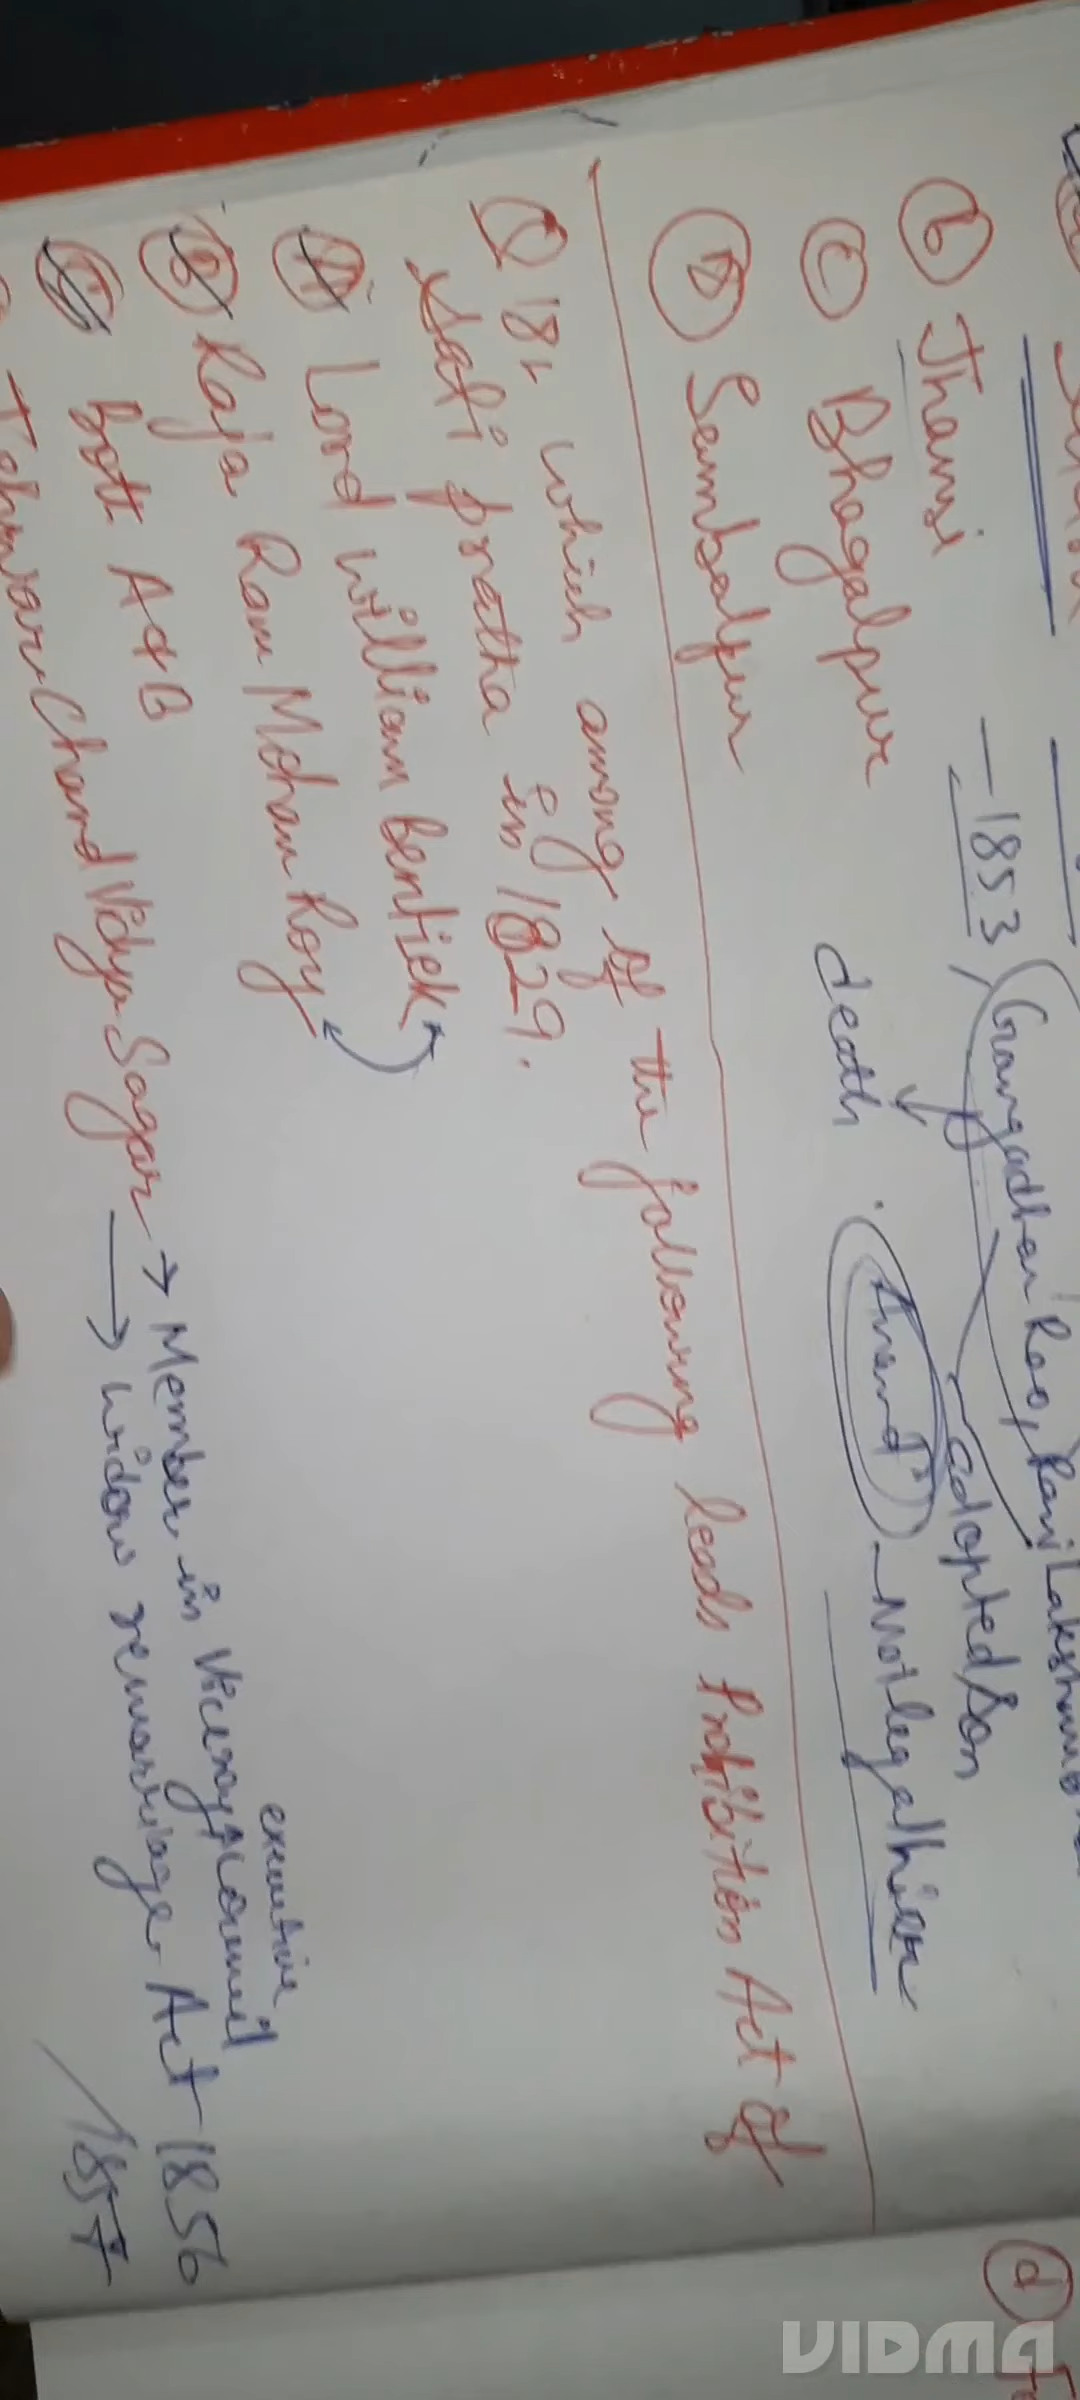 (b) Jhansi — 1853, Gangadhar Rao, Rani
adopted Son
(C) Bhagalpur death Anand — Not legal hier
(D) Sambalpur
Q 18. which among of the following leads Prohibition Act of
Sati pratha in 1829.
(A) Lord william bentick
(B) Raja Ram Mohan Roy
(C) both A & B
Ishwar Chand Vidya Sagar → Member in Viceroy council
executive
→ widow remarriage Act - 1856
1857
(d)
VIDMA